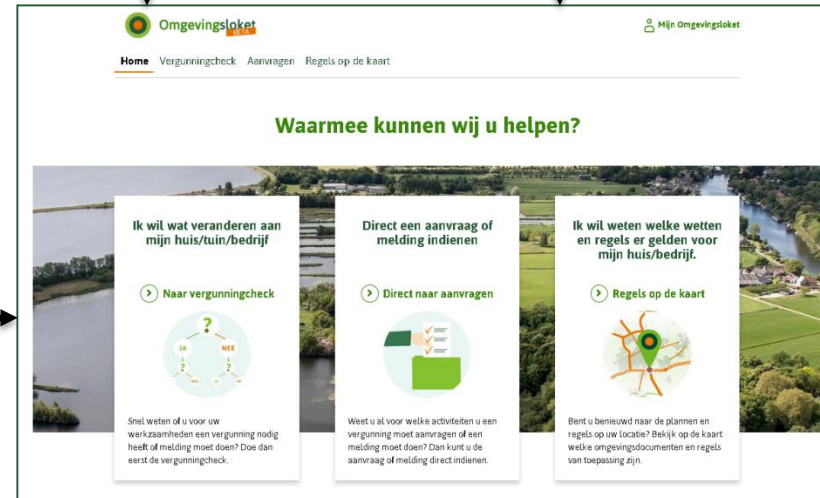 Omgevingsloket
BETA
Mijn Omgevingsloket
Home Vergunningcheck Aanvragen Regels op de kaart
Waarmee kunnen wij u helpen?
Ik wil wat veranderen aan
mijn huis/tuin/bedrijf
Naar vergunningcheck
?
JA NEE
? ?
Snel weten of u voor uw
werkzaamheden een vergunning nodig
heeft of melding moet doen? Doe dan
eerst de vergunningcheck.
Direct een aanvraag of
melding indienen
Direct naar aanvragen
Weet u al voor welke activiteiten u een
vergunning moet aanvragen of een
melding moet doen? Dan kunt u de
aanvraag of melding direct indienen.
Ik wil weten welke wetten
en regels er gelden voor
mijn huis/bedrijf.
Regels op de kaart
Bent u benieuwd naar de plannen en
regels op uw locatie? Bekijk op de kaart
welke omgevingsdocumenten en regels
van toepassing zijn.